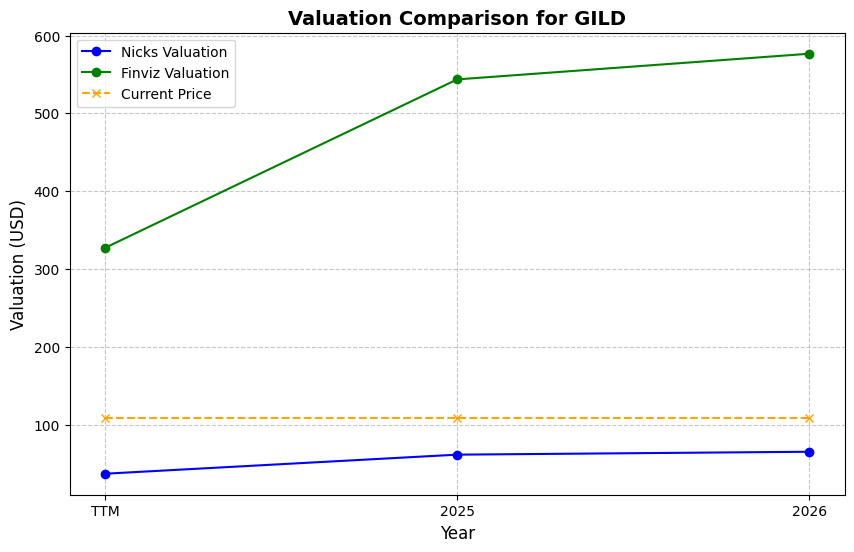 Valuation Comparison for GILD
Nicks Valuation
Finviz Valuation
Current Price
600
500
400
300
200
100
Valuation (USD)
TTM
2025
2026
Year